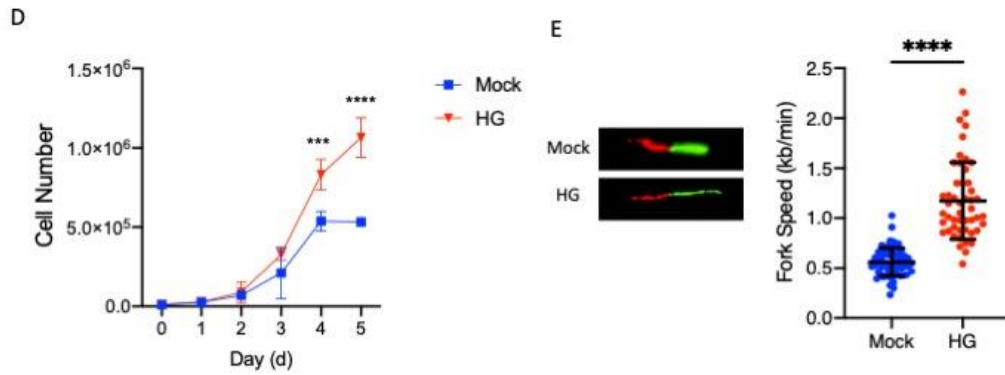 D
1.5×10⁶
1.0×10⁶
5.0×10⁵
0.0
Cell Number
0 1 2 3 4 5
Day (d)
***
****
Mock
HG
E
Mock
HG
****
2.5
2.0
1.5
1.0
0.5
0.0
Fork Speed (kb/min)
Mock HG